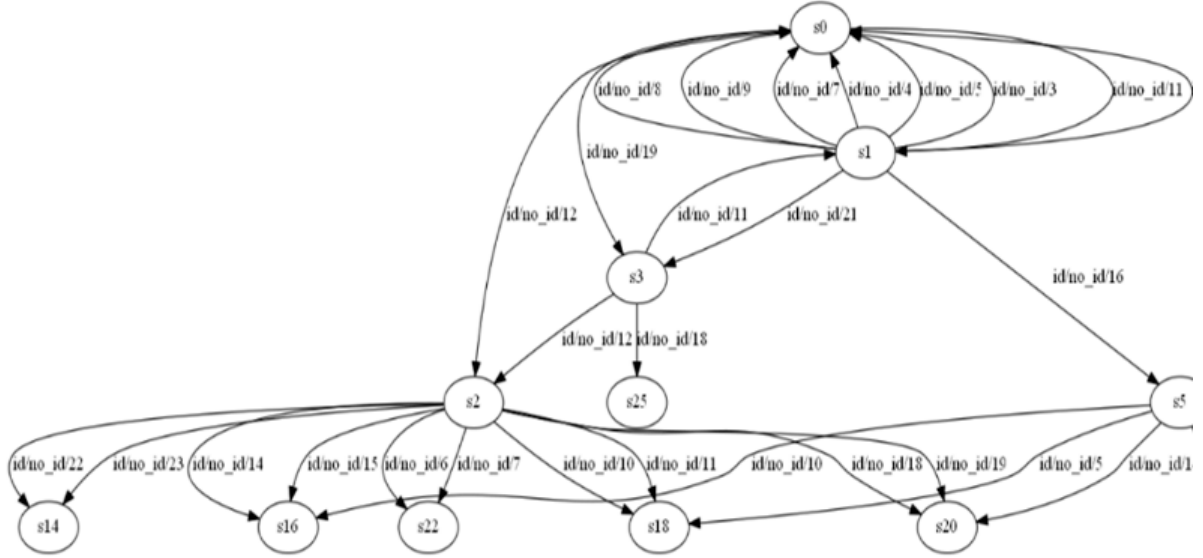 s0
id/no_id/8 id/no_id/9 id/no_id/7 id/no_id/4 id/no_id/5 id/no_id/3 id/no_id/11
id/no_id/19 s1
id/no_id/12 id/no_id/11 id/no_id/21
s3 id/no_id/16
id/no_id/12 id/no_id/18
s2 s25 s5
id/no_id/22 id/no_id/23 id/no_id/14 id/no_id/15 id/no_id/6 id/no_id/7 id/no_id/10 id/no_id/11 id/no_id/10 id/no_id/18 id/no_id/19 id/no_id/5
s14 s16 s22 s18 s20